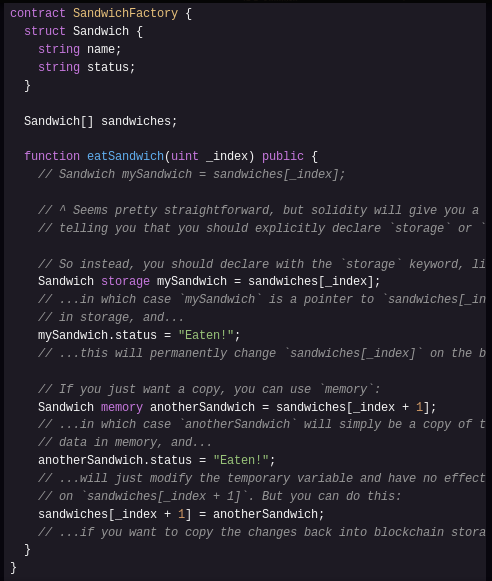 contract SandwichFactory {
  struct Sandwich {
    string name;
    string status;
  }

  Sandwich[] sandwiches;

  function eatSandwich(uint _index) public {
    // Sandwich mySandwich = sandwiches[_index];

    // ^ Seems pretty straightforward, but solidity will give you a
    // telling you that you should explicitly declare `storage` or `

    // So instead, you should declare with the `storage` keyword, li
    Sandwich storage mySandwich = sandwiches[_index];
    // ...in which case `mySandwich` is a pointer to `sandwiches[_in
    // in storage, and...
    mySandwich.status = "Eaten!";
    // ...this will permanently change `sandwiches[_index]` on the b

    // If you just want a copy, you can use `memory`:
    Sandwich memory anotherSandwich = sandwiches[_index + 1];
    // ...in which case `anotherSandwich` will simply be a copy of t
    // data in memory, and...
    anotherSandwich.status = "Eaten!";
    // ...will just modify the temporary variable and have no effect
    // on `sandwiches[_index + 1]`. But you can do this:
    sandwiches[_index + 1] = anotherSandwich;
    // ...if you want to copy the changes back into blockchain stora
  }
}